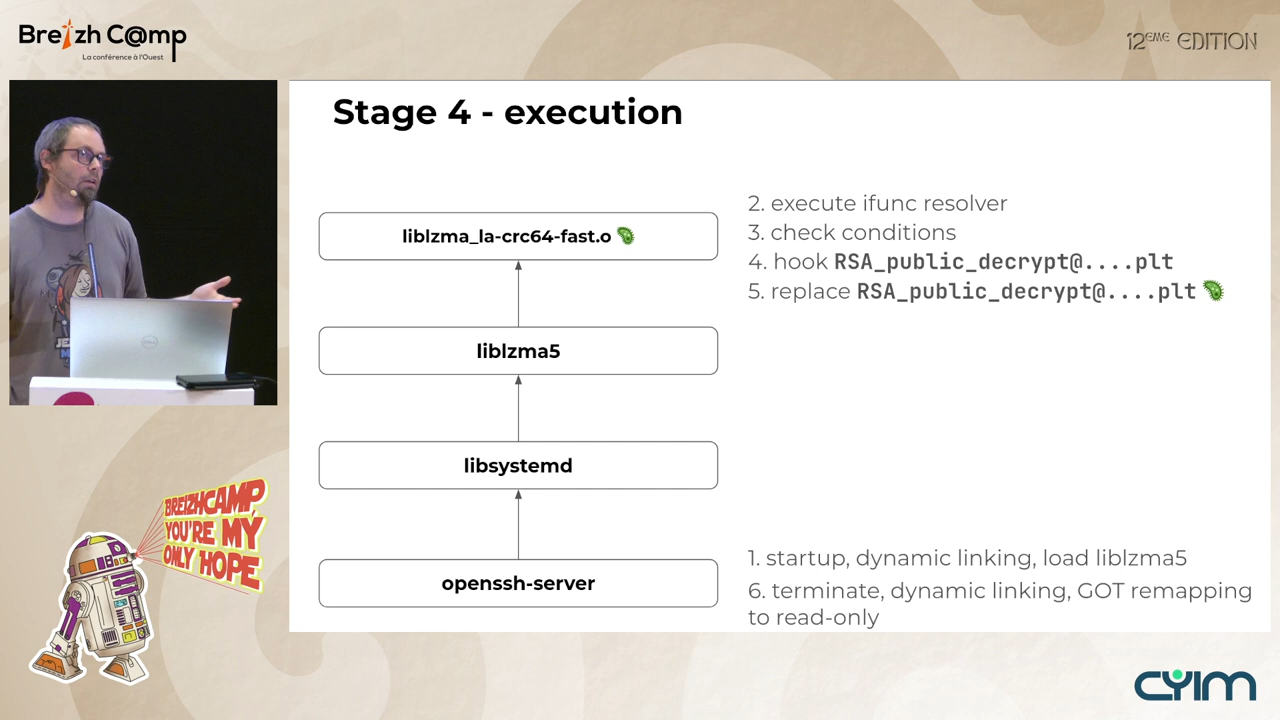 Breizh C@mp
La conférence à l'Ouest
12ÈME EDITION
Stage 4 - execution
liblzma_la-crc64-fast.o
2. execute ifunc resolver
3. check conditions
4. hook RSA_public_decrypt@....plt
5. replace RSA_public_decrypt@....plt
liblzma5
libsystemd
openssh-server
1. startup, dynamic linking, load liblzma5
6. terminate, dynamic linking, GOT remapping
to read-only
BREIZHCAMP
YOU'RE MY
ONLY HOPE
CYIM